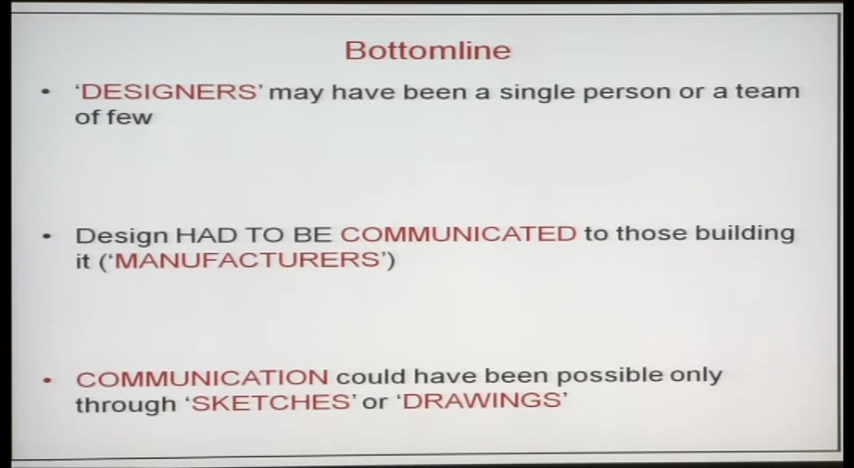 Bottomline
• ‘DESIGNERS’ may have been a single person or a team
of few
• Design HAD TO BE COMMUNICATED to those building
it (‘MANUFACTURERS’)
• COMMUNICATION could have been possible only
through ‘SKETCHES’ or ‘DRAWINGS’